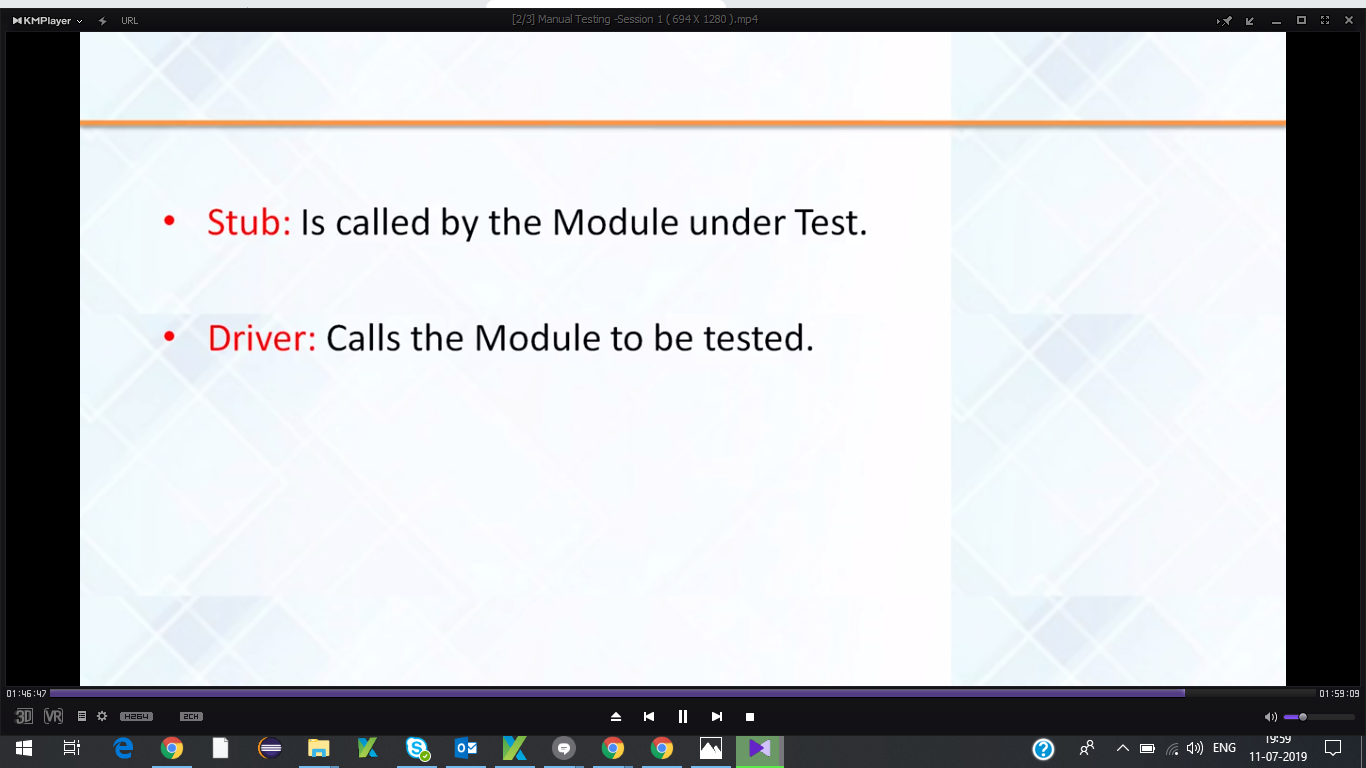 KMPlayer URL [2/3] Manual Testing -Session 1 ( 694 X 1280 ).mp4
• Stub: Is called by the Module under Test.
• Driver: Calls the Module to be tested.
01:46:47 01:59:09
3D VR H264 2CH
ENG 19:59
11-07-2019